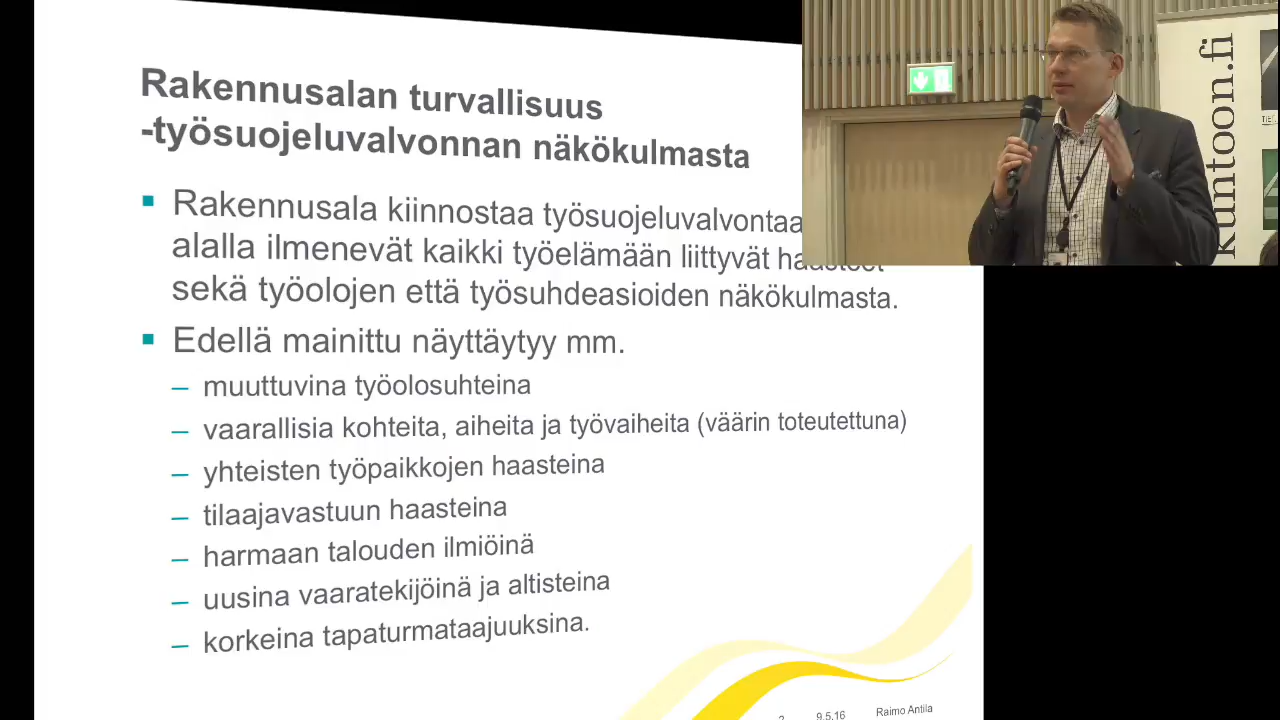 Rakennusalan turvallisuus
-työsuojeluvalvonnan näkökulmasta
Rakennusala kiinnostaa työsuojeluvalvontaa
alalla ilmenevät kaikki työelämään liittyvät haasteet
sekä työolojen että työsuhdeasioiden näkökulmasta.
Edellä mainittu näyttäytyy mm.
– muuttuvina työolosuhteina
– vaarallisia kohteita, aiheita ja työvaiheita (väärin toteutettuna)
– yhteisten työpaikkojen haasteina
– tilaajavastuun haasteina
– harmaan talouden ilmiöinä
– uusina vaaratekijöinä ja altisteina
– korkeina tapaturmataajuuksina.
2 9.5.16 Raimo Antila
kuntoon.fi